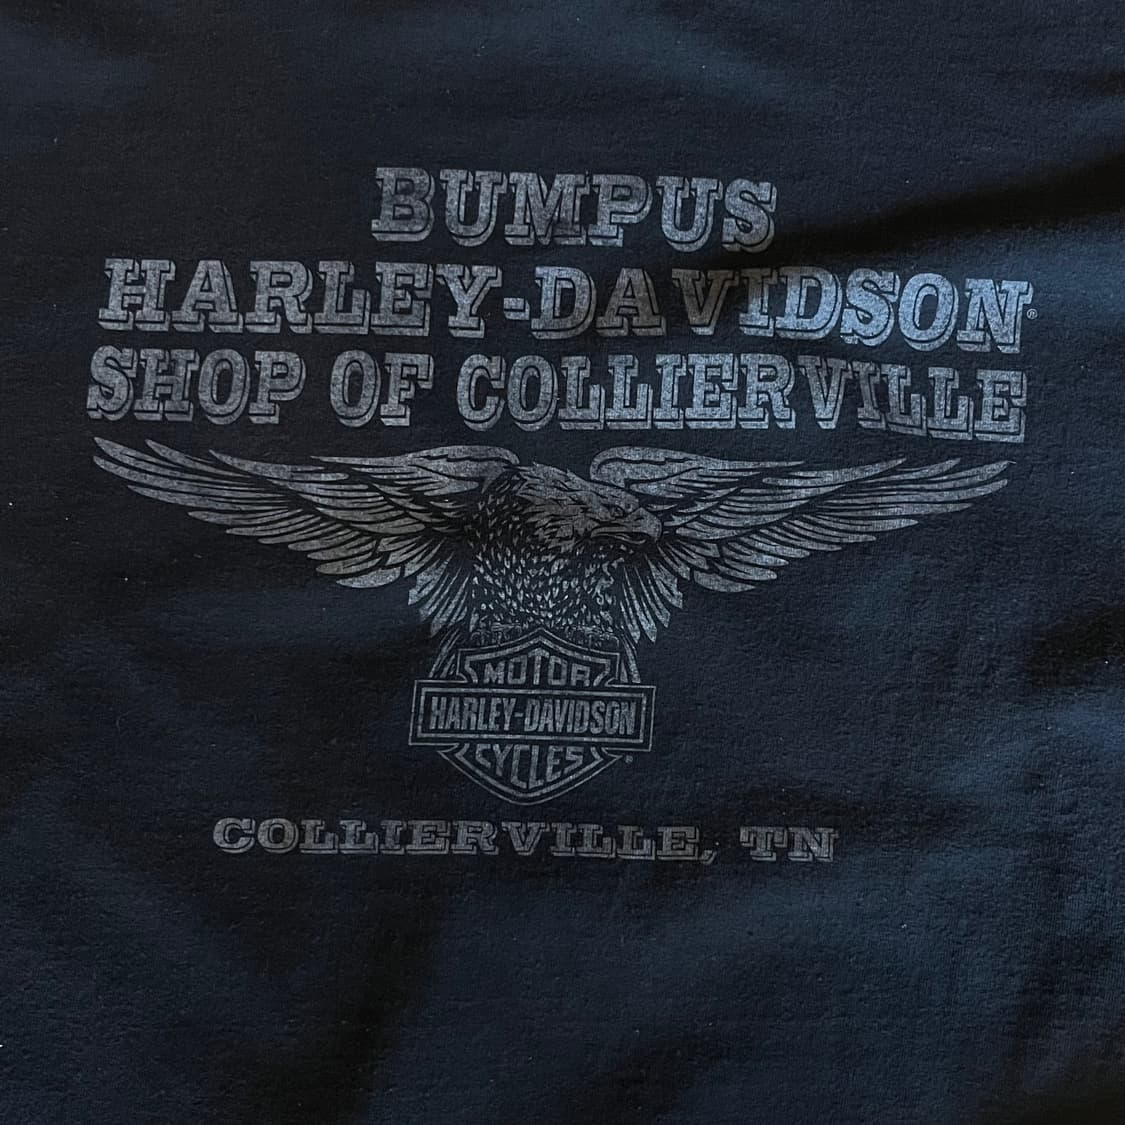 BUMPUS
HARLEY-DAVIDSON®
SHOP OF COLLIERVILLE
MOTOR
HARLEY-DAVIDSON
CYCLES
COLLIERVILLE, TN